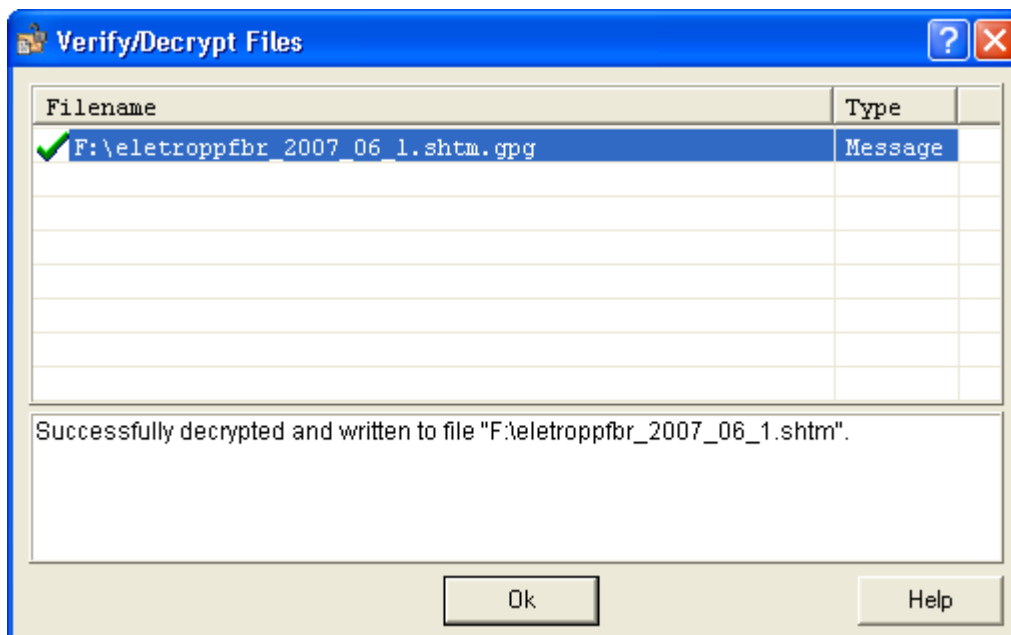 Verify/Decrypt Files
Filename Type
F:\eletroppfbr_2007_06_1.shtm.gpg Message
Successfully decrypted and written to file "F:\eletroppfbr_2007_06_1.shtm".
Ok Help